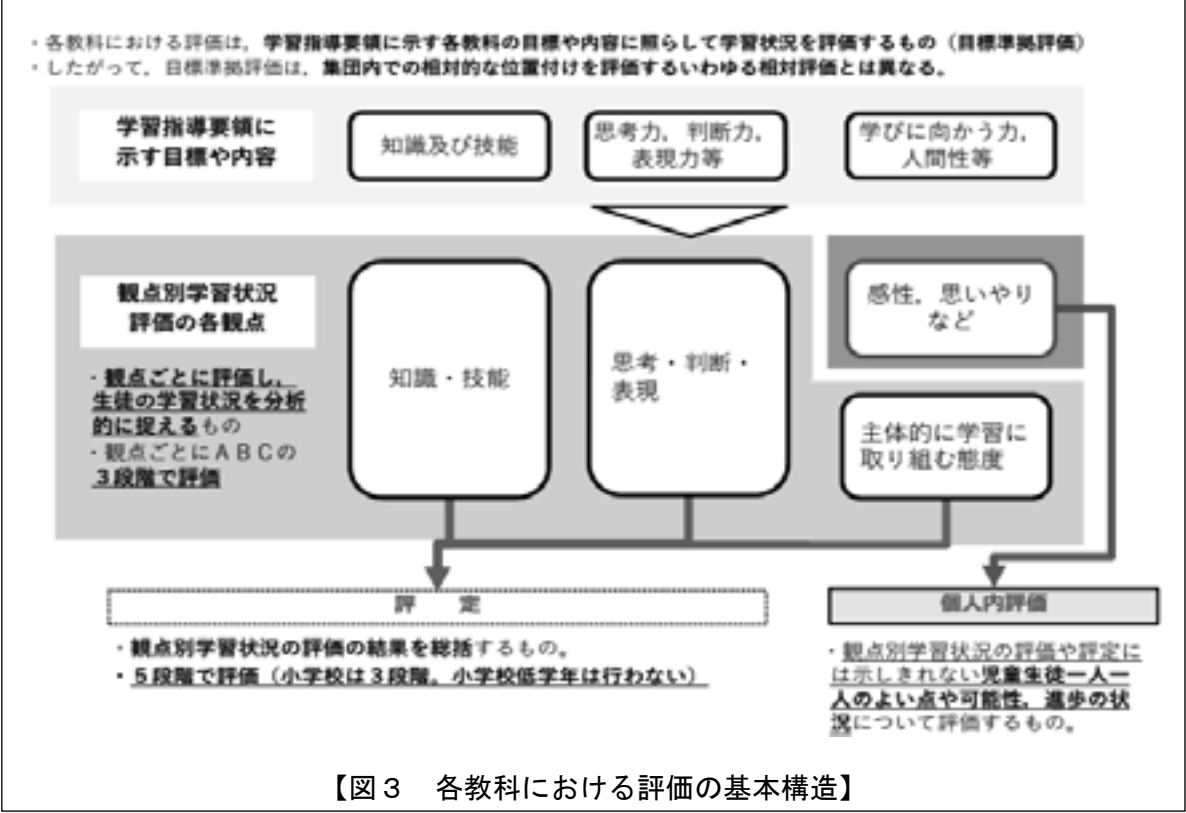 ・各教科における評価は，学習指導要領に示す各教科の目標や内容に照らして学習状況を評価するもの（目標準拠評価）
・したがって，目標準拠評価は，集団内での相対的な位置付けを評価するいわゆる相対評価とは異なる。
学習指導要領に
示す目標や内容
知識及び技能
思考力，判断力，
表現力等
学びに向かう力，
人間性等
観点別学習状況
評価の各観点
・観点ごとに評価し，
生徒の学習状況を分析
的に捉えるもの
・観点ごとにＡＢＣの
３段階で評価
知識・技能
思考・判断・
表現
感性，思いやり
など
主体的に学習に
取り組む態度
評　定
・観点別学習状況の評価の結果を総括するもの。
・５段階で評価（小学校は３段階。小学校低学年は行わない）
個人内評価
・観点別学習状況の評価や評定に
は示しきれない児童生徒一人一
人のよい点や可能性，進歩の状
況について評価するもの。
【図３　各教科における評価の基本構造】